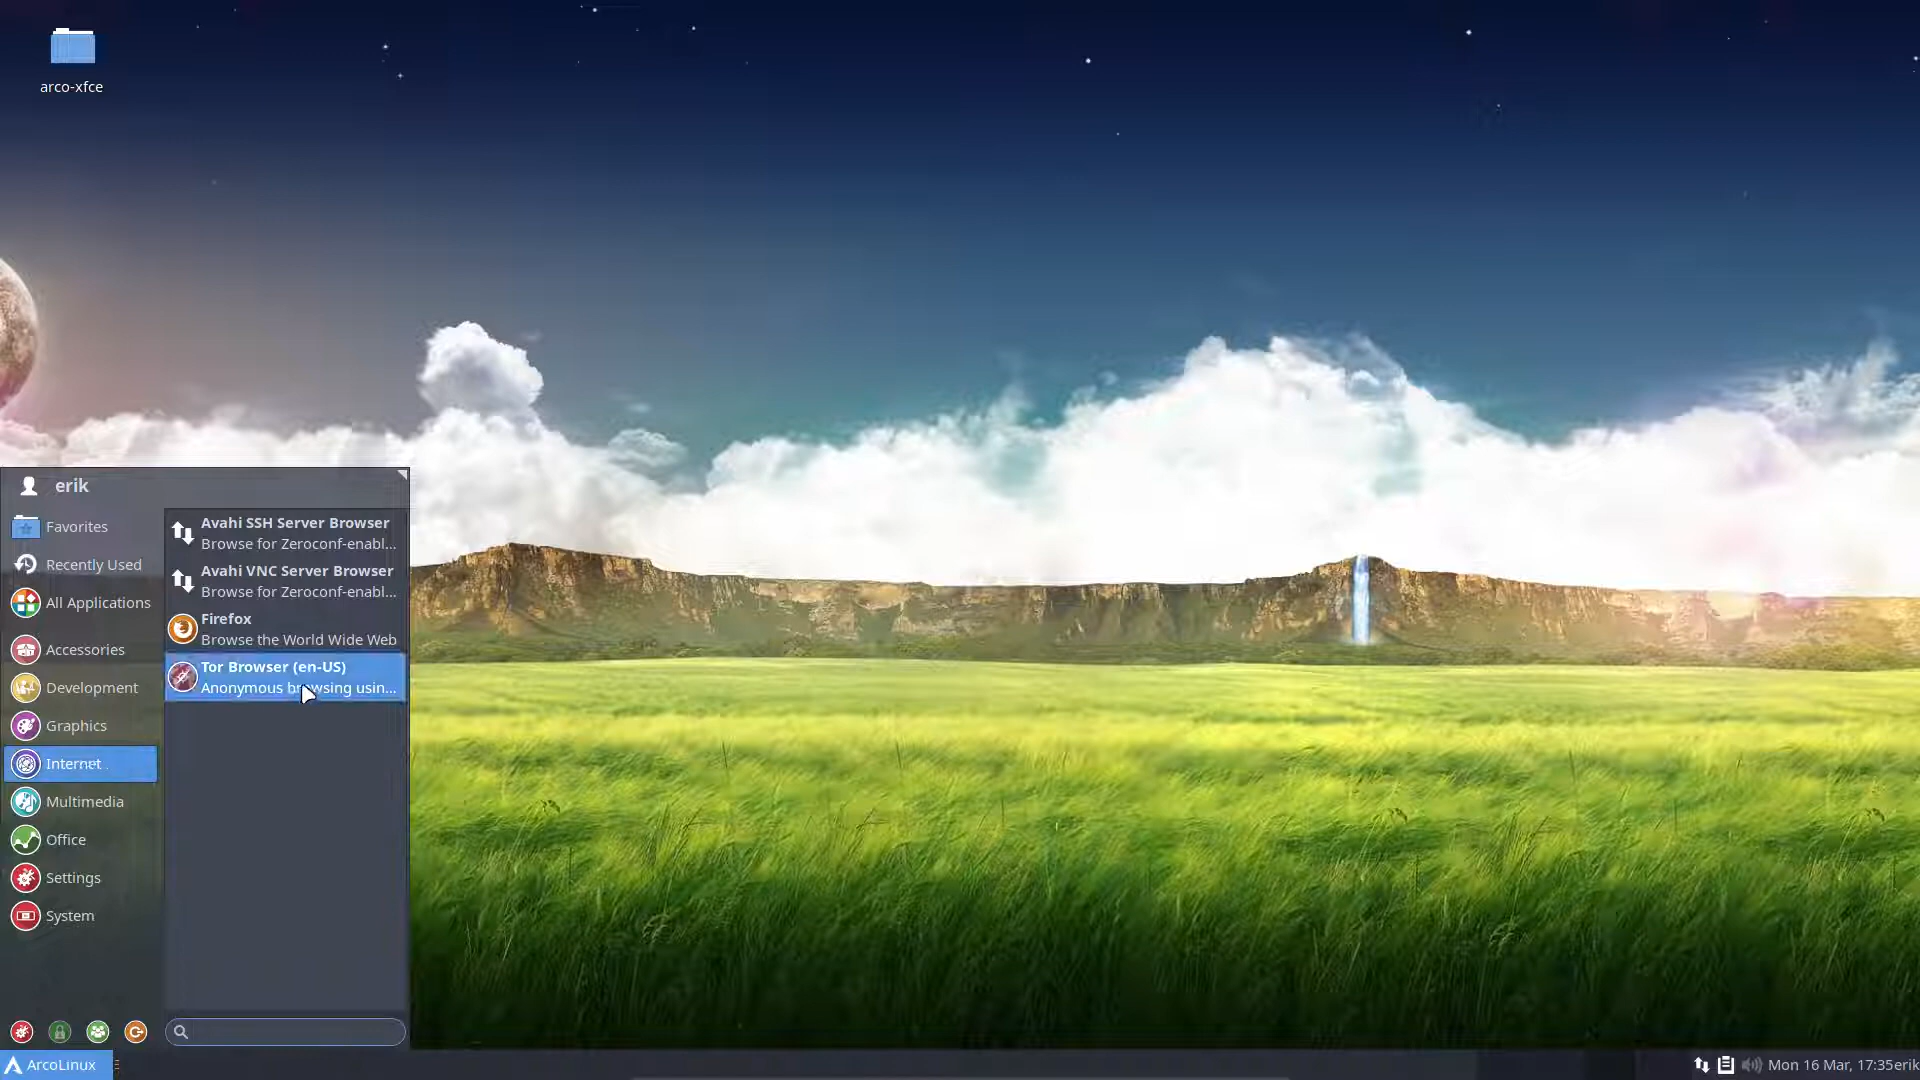 arco-xfce
erik
Favorites
Recently Used
All Applications
Accessories
Development
Graphics
Internet
Multimedia
Office
Settings
System
Avahi SSH Server Browser
Browse for Zeroconf-enabl...
Avahi VNC Server Browser
Browse for Zeroconf-enabl...
Firefox
Browse the World Wide Web
Tor Browser (en-US)
Anonymous browsing usin...
ArcoLinux
Mon 16 Mar, 17:35erik